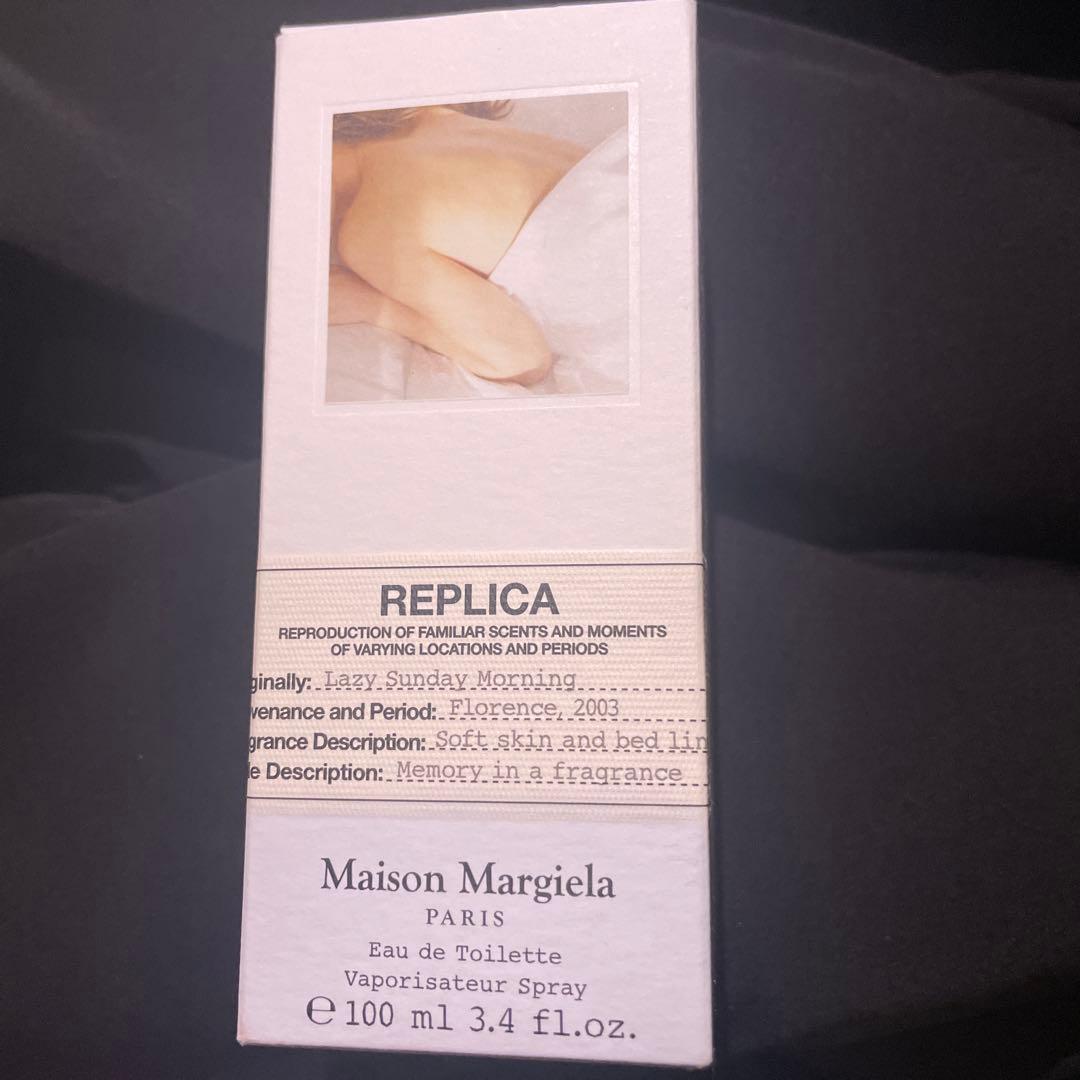 REPLICA
REPRODUCTION OF FAMILIAR SCENTS AND MOMENTS
OF VARYING LOCATIONS AND PERIODS
ginally: Lazy Sunday Morning
venance and Period: Florence, 2003
grance Description: Soft skin and bed lin
le Description: Memory in a fragrance
Maison Margiela
PARIS
Eau de Toilette
Vaporisateur Spray
℮ 100 ml 3.4 fl.oz.